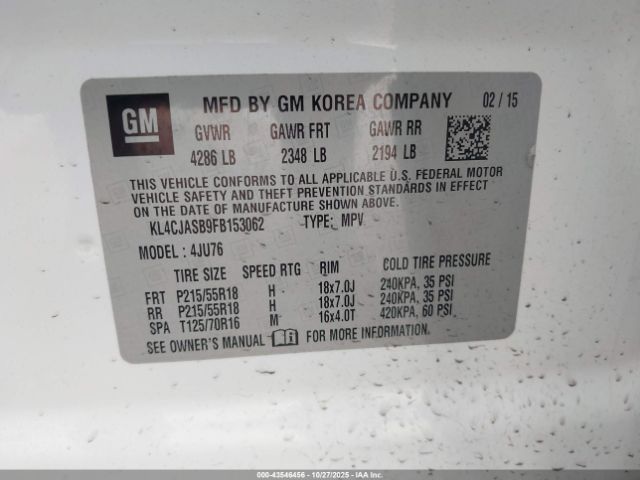 GM
MFD BY GM KOREA COMPANY 02 / 15
GVWR GAWR FRT GAWR RR
4286 LB 2348 LB 2194 LB
THIS VEHICLE CONFORMS TO ALL APPLICABLE U.S. FEDERAL MOTOR
VEHICLE SAFETY AND THEFT PREVENTION STANDARDS IN EFFECT
ON THE DATE OF MANUFACTURE SHOWN ABOVE.
KL4CJASB9FB153062 TYPE: MPV
MODEL : 4JU76
TIRE SIZE SPEED RTG RIM COLD TIRE PRESSURE
FRT P215/55R18 H 18x7.0J 240KPA, 35 PSI
RR P215/55R18 H 18x7.0J 240KPA, 35 PSI
SPA T125/70R16 M 16x4.0T 420KPA, 60 PSI
SEE OWNER'S MANUAL FOR MORE INFORMATION
000-43546456 - 10/27/2025 - IAA Inc.